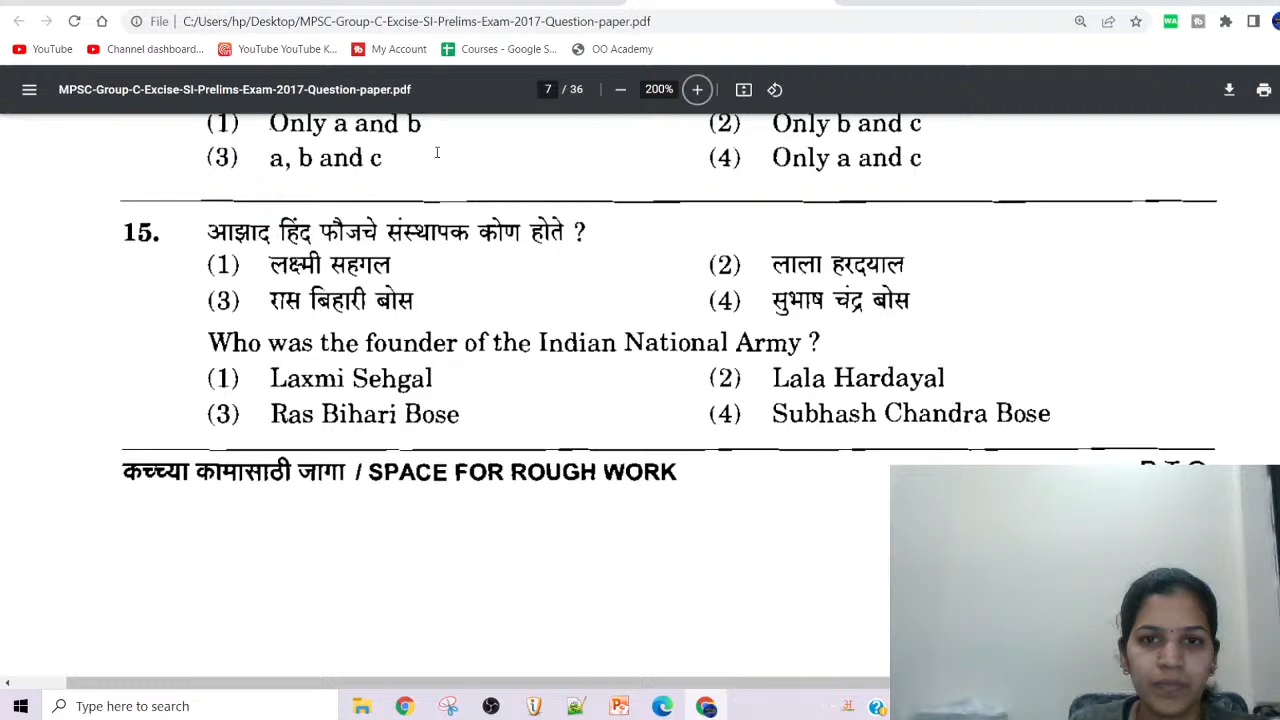 File | C:/Users/hp/Desktop/MPSC-Group-C-Excise-SI-Prelims-Exam-2017-Question-paper.pdf
YouTube Channel dashboard... YouTube YouTube K... My Account Courses - Google S... OO Academy
MPSC-Group-C-Excise-SI-Prelims-Exam-2017-Question-paper.pdf 7 / 36 200%
(1) Only a and b (2) Only b and c
(3) a, b and c (4) Only a and c
15. आझाद हिंद फौजचे संस्थापक कोण होते ?
(1) लक्ष्मी सहगल (2) लाला हरदयाल
(3) रास बिहारी बोस (4) सुभाष चंद्र बोस
Who was the founder of the Indian National Army ?
(1) Laxmi Sehgal (2) Lala Hardayal
(3) Ras Bihari Bose (4) Subhash Chandra Bose
कच्च्या कामासाठी जागा / SPACE FOR ROUGH WORK
Type here to search